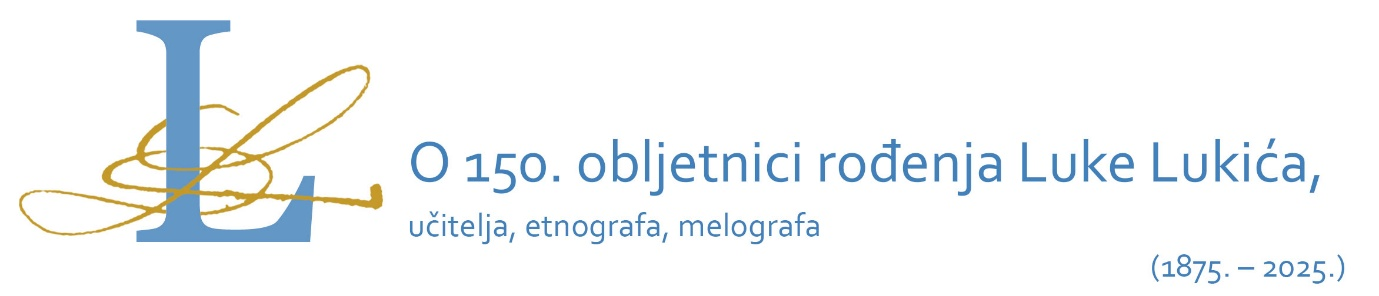 L
O 150. obljetnici rođenja Luke Lukića,
učitelja, etnografa, melografa
(1875. – 2025.)